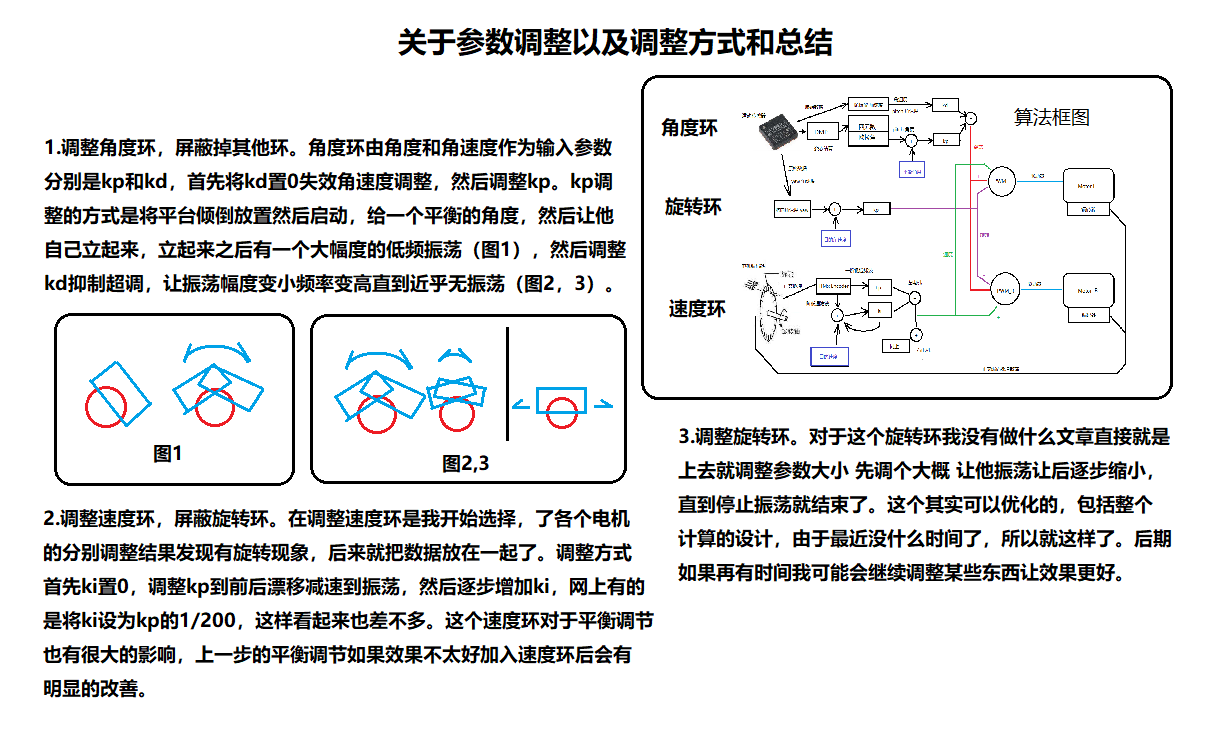 关于参数调整以及调整方式和总结
1.调整角度环，屏蔽掉其他环。角度环由角度和角速度作为输入参数
分别是kp和kd，首先将kd置0失效角速度调整，然后调整kp。kp调
整的方式是将平台倾倒放置然后启动，给一个平衡的角度，然后让他
自己立起来，立起来之后有一个大幅度的低频振荡（图1），然后调整
kd抑制超调，让振荡幅度变小频率变高直到近乎无振荡（图2，3）。
图1
图2,3
2.调整速度环，屏蔽旋转环。在调整速度环是我开始选择，了各个电机
的分别调整结果发现有旋转现象，后来就把数据放在一起了。调整方式
首先ki置0，调整kp到前后漂移减速到振荡，然后逐步增加ki，网上有的
是将ki设为kp的1/200，这样看起来也差不多。这个速度环对于平衡调节
也有很大的影响，上一步的平衡调节如果效果不太好加入速度环后会有
明显的改善。
算法框图
角度环
旋转环
速度环
DMP
kp
PWM
Motor
3.调整旋转环。对于这个旋转环我没有做什么文章直接就是
上去就调整参数大小 先调个大概 让他振荡让后逐步缩小，
直到停止振荡就结束了。这个其实可以优化的，包括整个
计算的设计，由于最近没什么时间了，所以就这样了。后期
如果再有时间我可能会继续调整某些东西让效果更好。